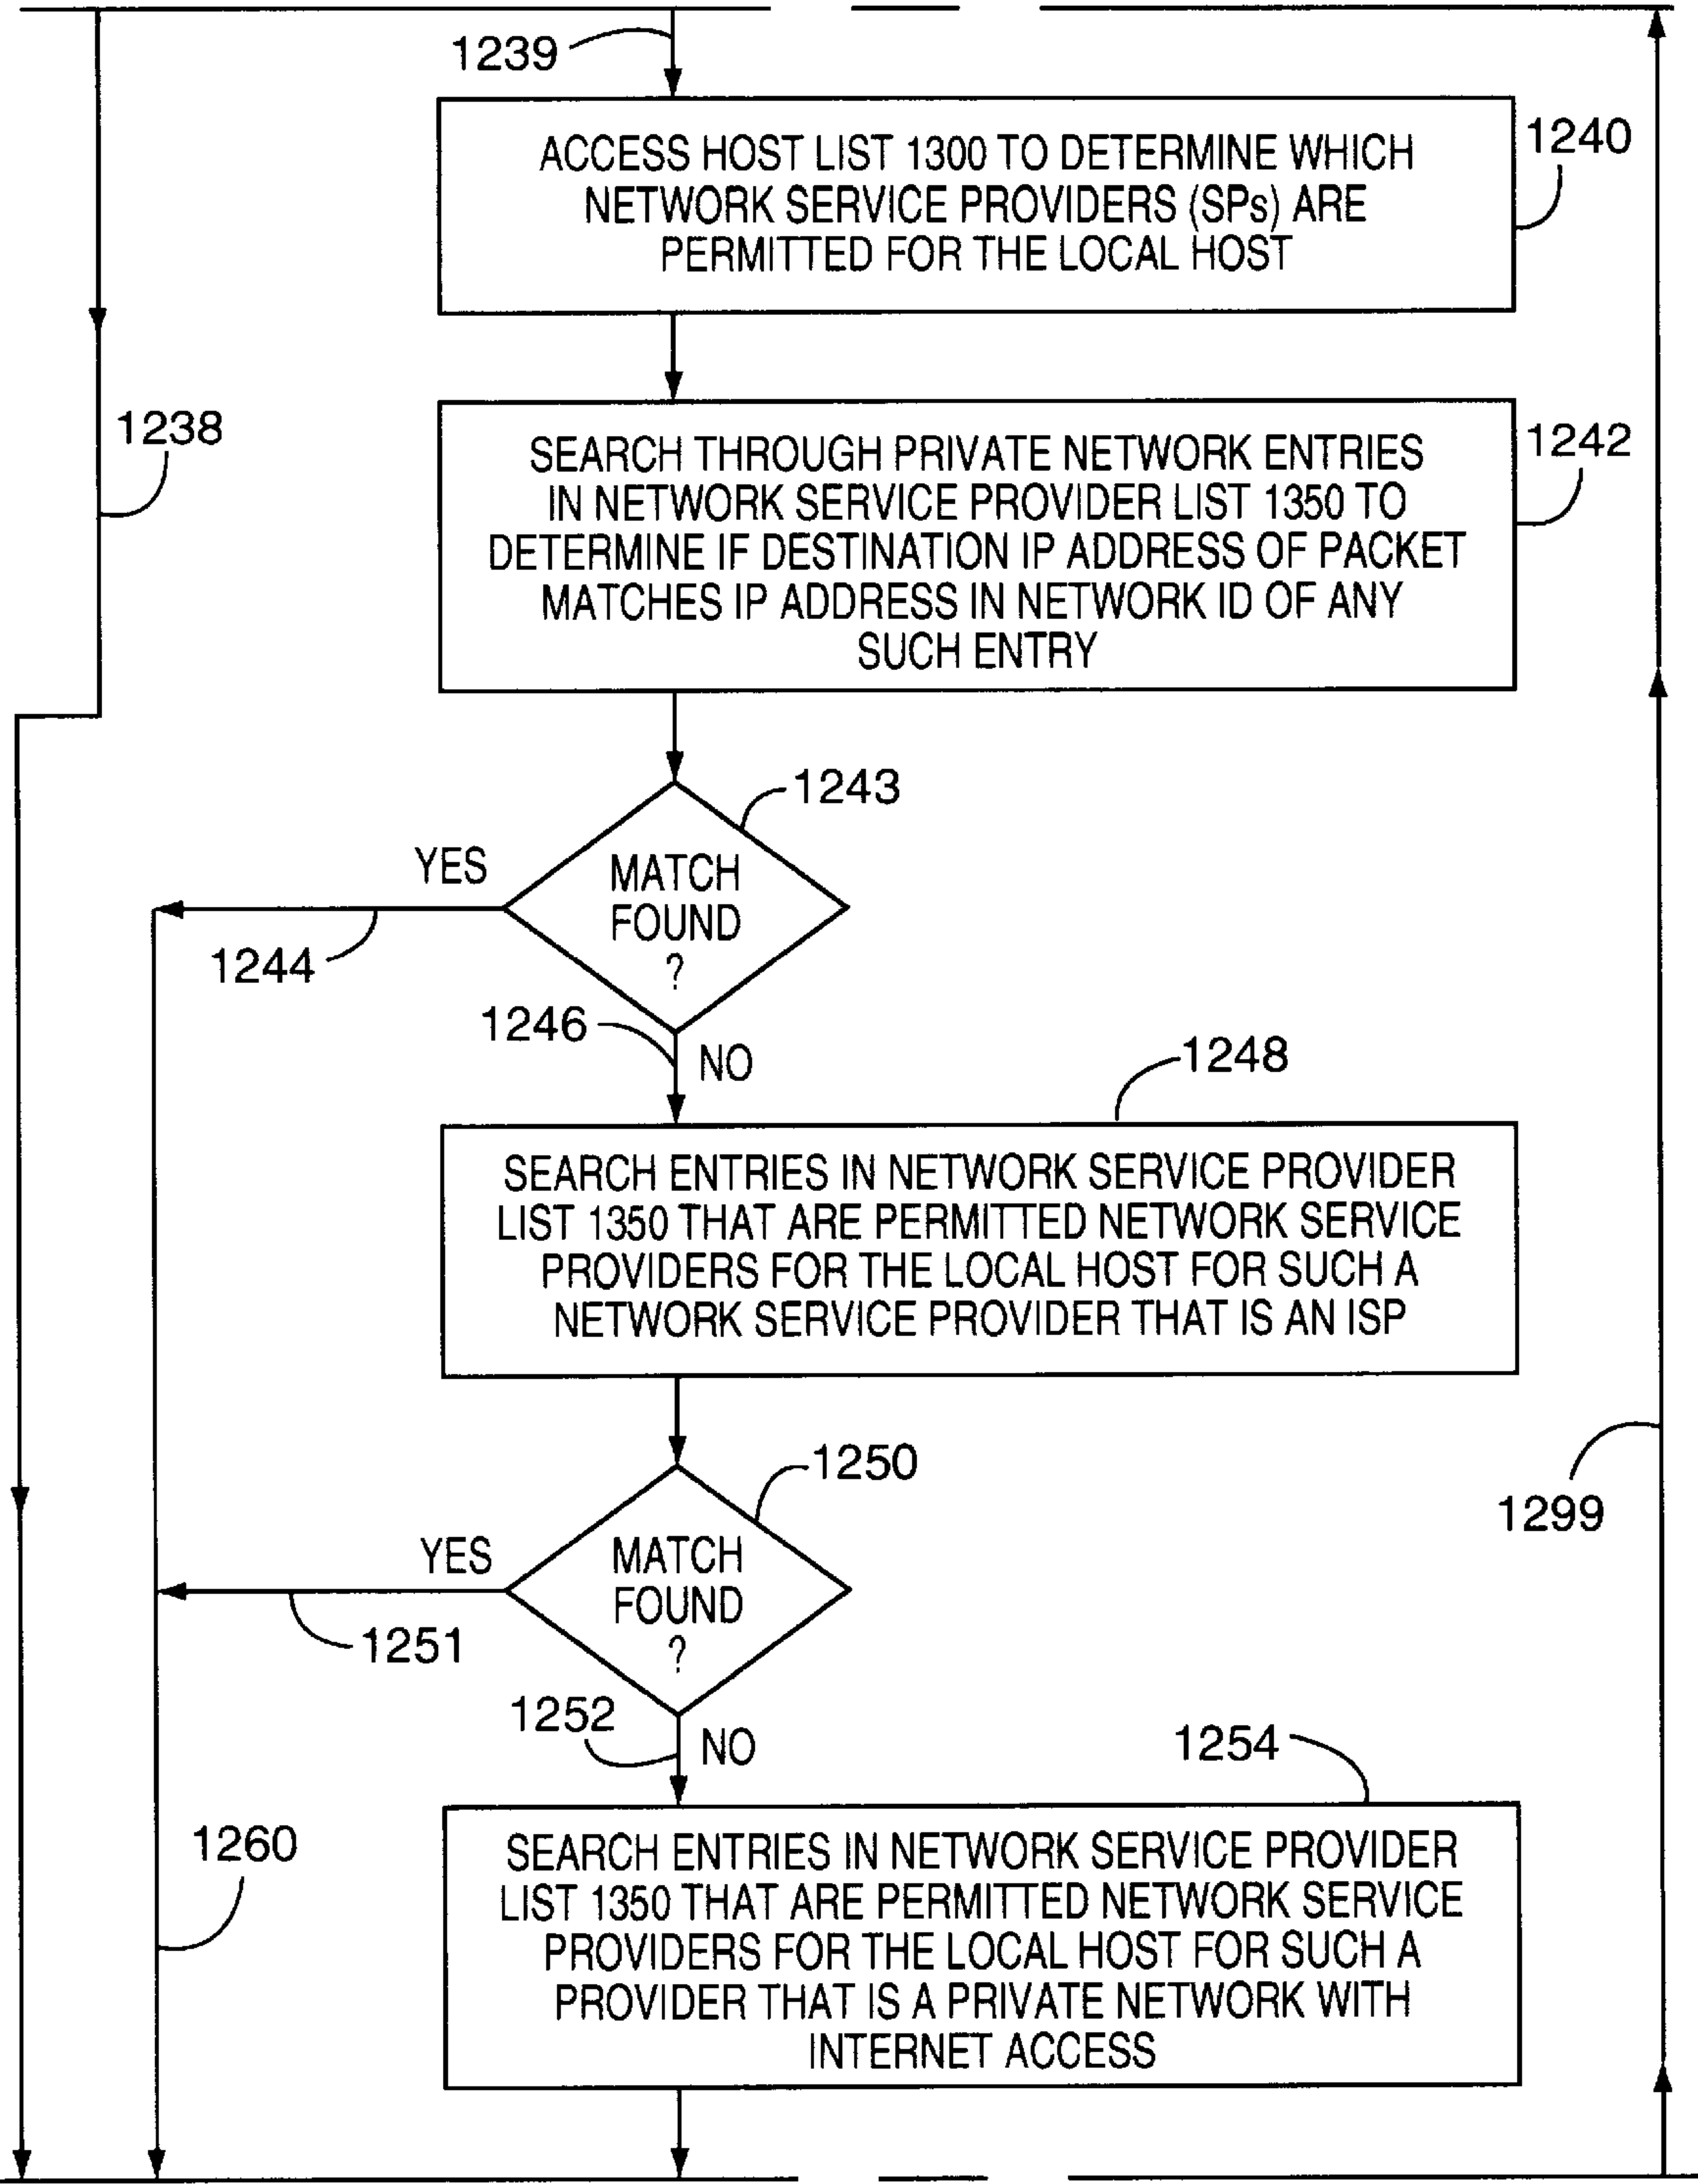 1239
ACCESS HOST LIST 1300 TO DETERMINE WHICH
NETWORK SERVICE PROVIDERS (SPs) ARE
PERMITTED FOR THE LOCAL HOST
1240
1238
SEARCH THROUGH PRIVATE NETWORK ENTRIES
IN NETWORK SERVICE PROVIDER LIST 1350 TO
DETERMINE IF DESTINATION IP ADDRESS OF PACKET
MATCHES IP ADDRESS IN NETWORK ID OF ANY
SUCH ENTRY
1242
1243
YES
MATCH
FOUND
?
1244
1246
NO
1248
SEARCH ENTRIES IN NETWORK SERVICE PROVIDER
LIST 1350 THAT ARE PERMITTED NETWORK SERVICE
PROVIDERS FOR THE LOCAL HOST FOR SUCH A
NETWORK SERVICE PROVIDER THAT IS AN ISP
1250
1299
YES
MATCH
FOUND
?
1251
1252
NO
1254
1260
SEARCH ENTRIES IN NETWORK SERVICE PROVIDER
LIST 1350 THAT ARE PERMITTED NETWORK SERVICE
PROVIDERS FOR THE LOCAL HOST FOR SUCH A
PROVIDER THAT IS A PRIVATE NETWORK WITH
INTERNET ACCESS